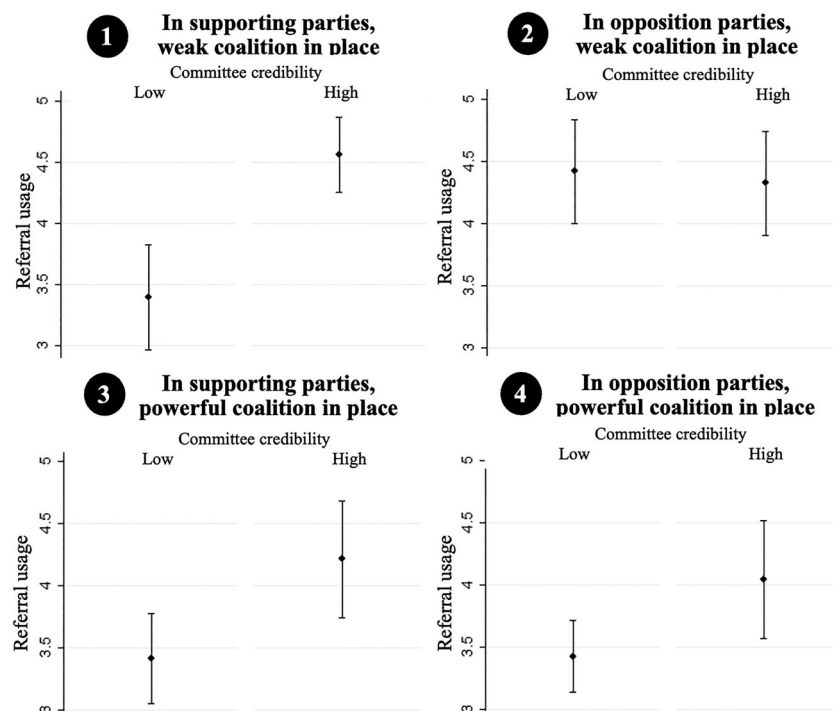 1
In supporting parties,
weak coalition in place
Committee credibility
Low High
Referral usage
5
4.5
4
3.5
3
2
In opposition parties,
weak coalition in place
Committee credibility
Low High
Referral usage
5
4.5
4
3.5
3
3
In supporting parties,
powerful coalition in place
Committee credibility
Low High
Referral usage
5
4.5
4
3.5
3
4
In opposition parties,
powerful coalition in place
Committee credibility
Low High
Referral usage
5
4.5
4
3.5
3